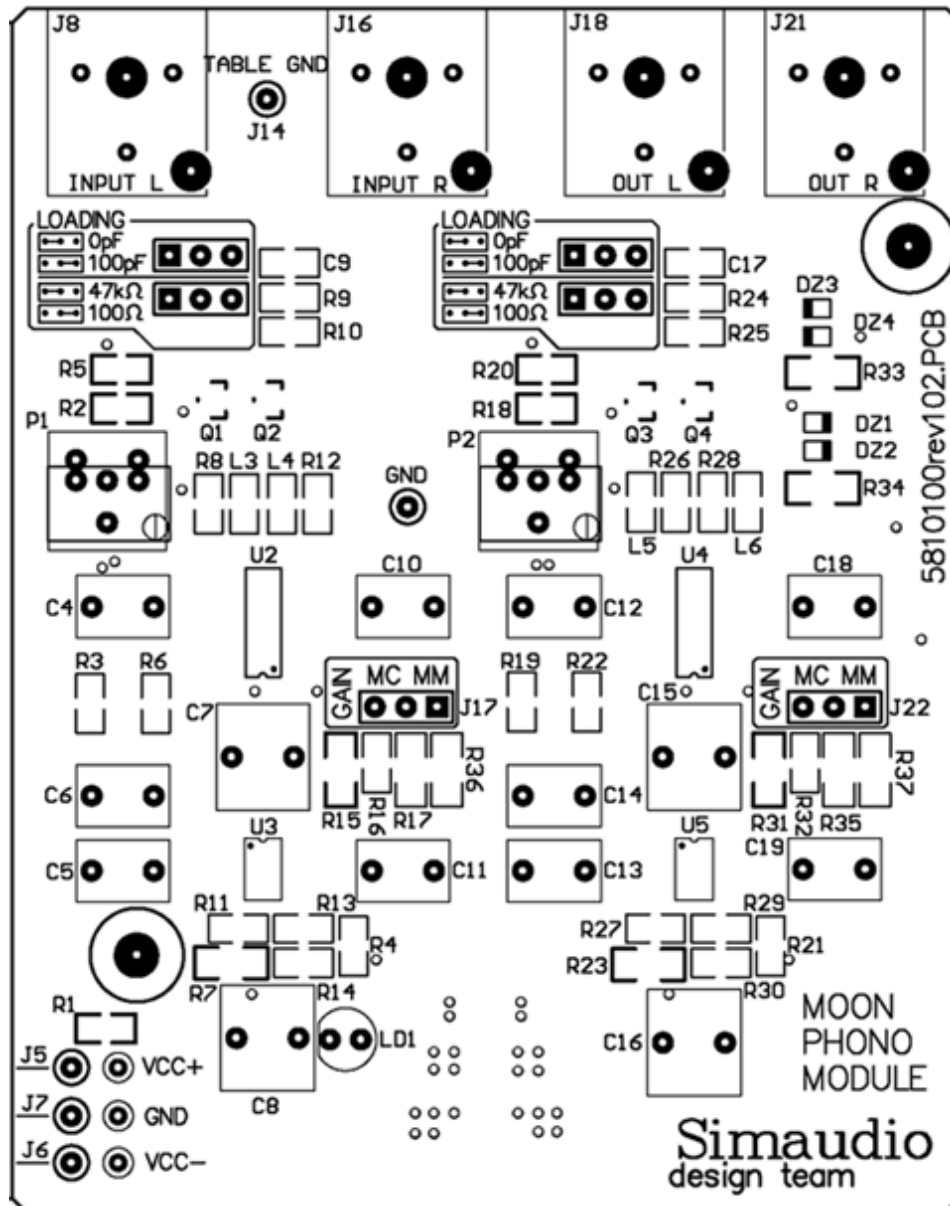 J8
J16
J18
J21
TABLE GND
J14
INPUT L
INPUT R
OUT L
OUT R
LOADING
0pF
100pF
47kΩ
100Ω
C9
R9
R10
LOADING
0pF
100pF
47kΩ
100Ω
C17
R24
R25
DZ3
DZ4
R33
DZ1
DZ2
R34
5810100rev102.PCB
R5
R2
P1
Q1
Q2
R20
R18
P2
Q3
Q4
R8
L3
L4
R12
GND
R26
R28
L5
L6
U2
C10
U4
C18
C4
C12
R3
R6
GAIN
MC MM
J17
R19
R22
C15
GAIN
MC MM
J22
C7
R36
R37
C6
R15
R16
R17
C14
R31
R32
R35
U3
U5
C5
C11
C13
C19
R11
R13
R4
R27
R29
R21
R7
R14
R23
R30
R1
LD1
C16
C8
MOON
PHONO
MODULE
J5
VCC+
J7
GND
J6
VCC-
Simaudio
design team